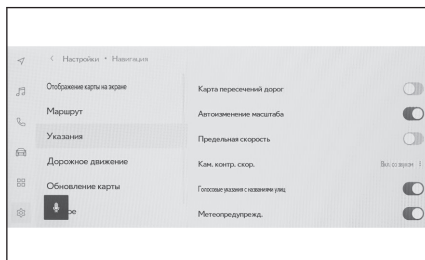 Настройки • Навигация
Отображение карты на экране
Маршрут
Указания
Дорожное движение
Обновление карты
ое
Карта пересечений дорог
Автоизменение масштаба
Предельная скорость
Кам. контр. скор.
Вкл. со звуком
Голосовые указания с названиями улиц
Метеопредупрежд.